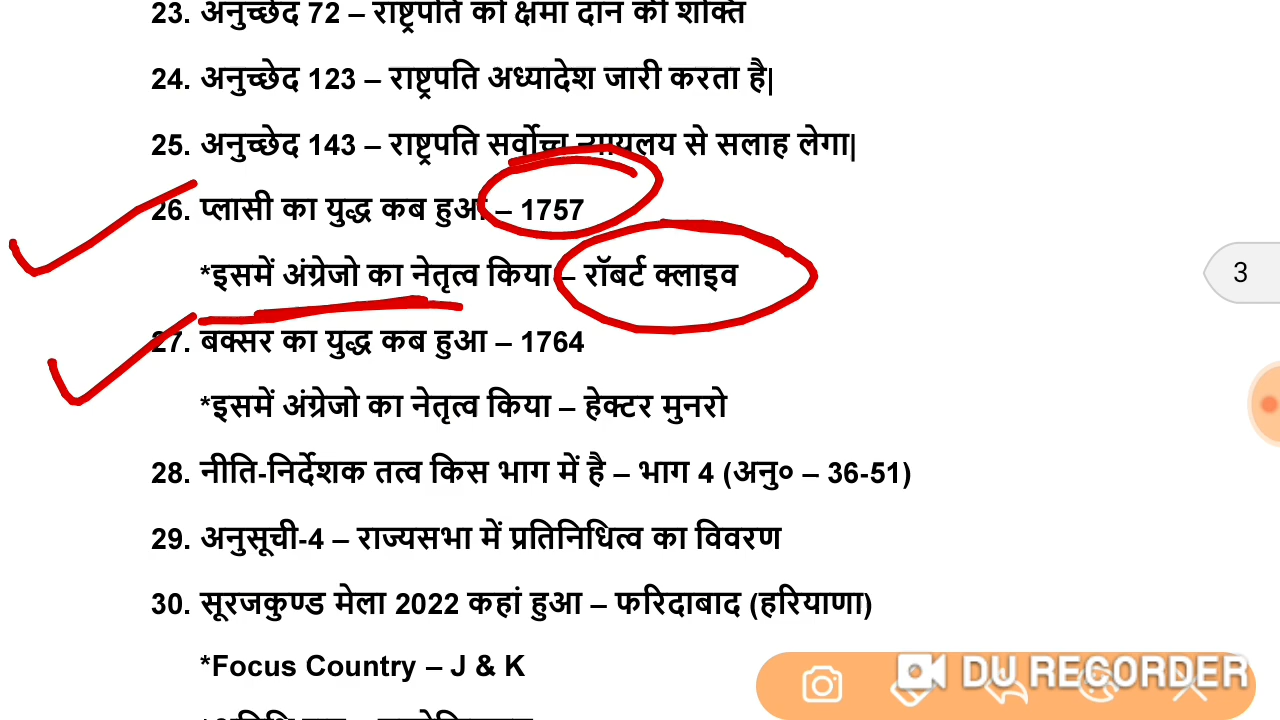 23. अनुच्छेद 72 – राष्ट्रपति को क्षमा दान की शक्ति
24. अनुच्छेद 123 – राष्ट्रपति अध्यादेश जारी करता है|
25. अनुच्छेद 143 – राष्ट्रपति सर्वोच्च न्यायलय से सलाह लेगा|
26. प्लासी का युद्ध कब हुआ – 1757
*इसमें अंग्रेजो का नेतृत्व किया – रॉबर्ट क्लाइव
27. बक्सर का युद्ध कब हुआ – 1764
*इसमें अंग्रेजो का नेतृत्व किया – हेक्टर मुनरो
28. नीति-निर्देशक तत्व किस भाग में है – भाग 4 (अनु० – 36-51)
29. अनुसूची-4 – राज्यसभा में प्रतिनिधित्व का विवरण
30. सूरजकुण्ड मेला 2022 कहां हुआ – फरिदाबाद (हरियाणा)
*Focus Country – J & K
3
DU RECORDER